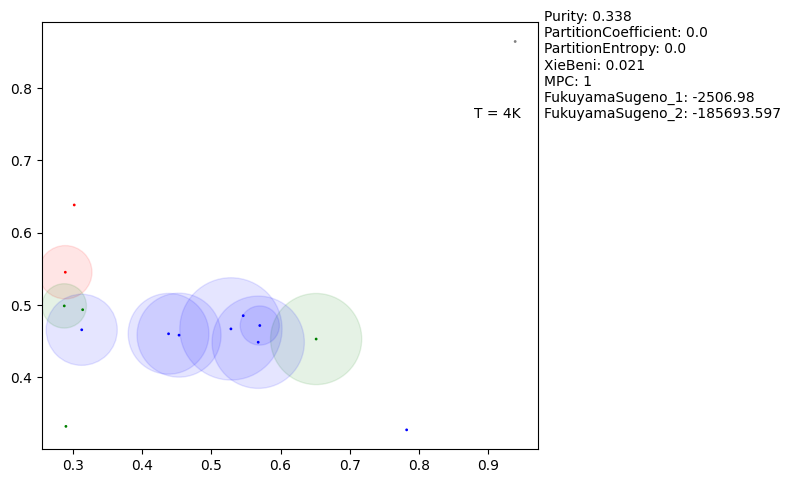 Purity: 0.338
PartitionCoefficient: 0.0
PartitionEntropy: 0.0
XieBeni: 0.021
MPC: 1
FukuyamaSugeno_1: -2506.98
FukuyamaSugeno_2: -185693.597
T = 4K
0.8
0.7
0.6
0.5
0.4
0.3 0.4 0.5 0.6 0.7 0.8 0.9